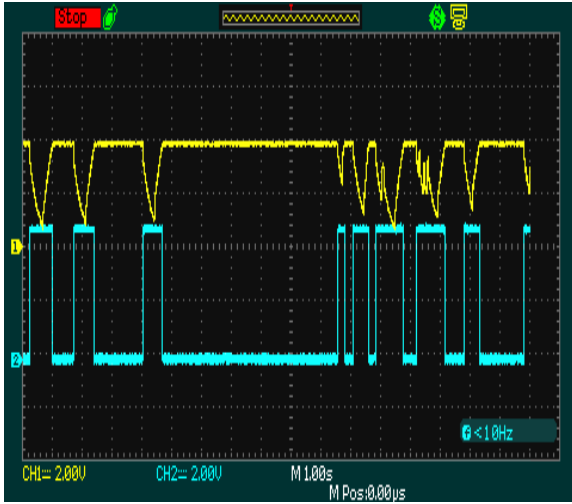 Stop
S
1
2
f <10Hz
CH1= 2.00V CH2= 2.00V M 1.00s
M Pos:0.00µs